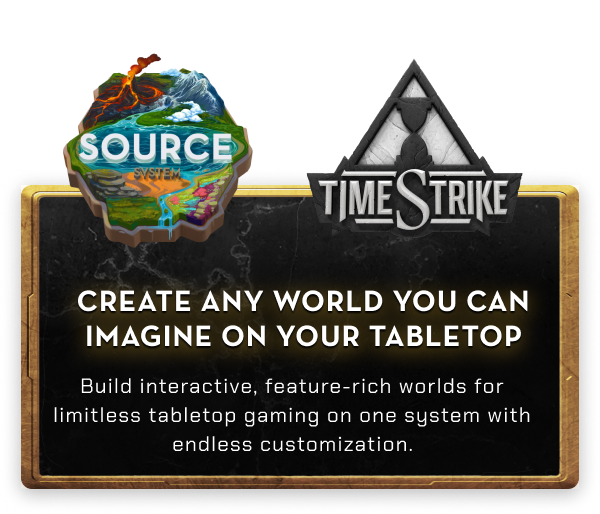 SOURCE
SYSTEM
TIMESTRIKE
CREATE ANY WORLD YOU CAN
IMAGINE ON YOUR TABLETOP
Build interactive, feature-rich worlds for
limitless tabletop gaming on one system with
endless customization.